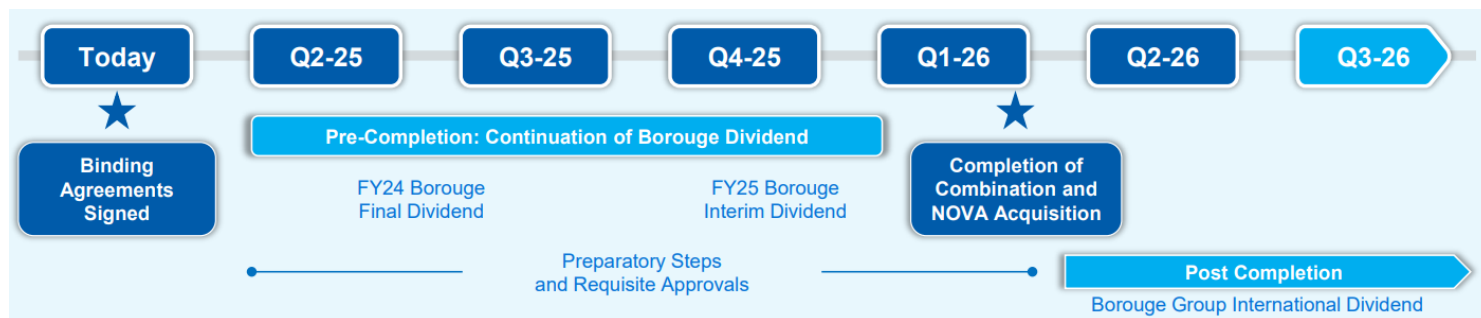 Today
Q2-25
Q3-25
Q4-25
Q1-26
Q2-26
Q3-26
Pre-Completion: Continuation of Borouge Dividend
Binding
Agreements
Signed
FY24 Borouge
Final Dividend
FY25 Borouge
Interim Dividend
Completion of
Combination and
NOVA Acquisition
Preparatory Steps
and Requisite Approvals
Post Completion
Borouge Group International Dividend